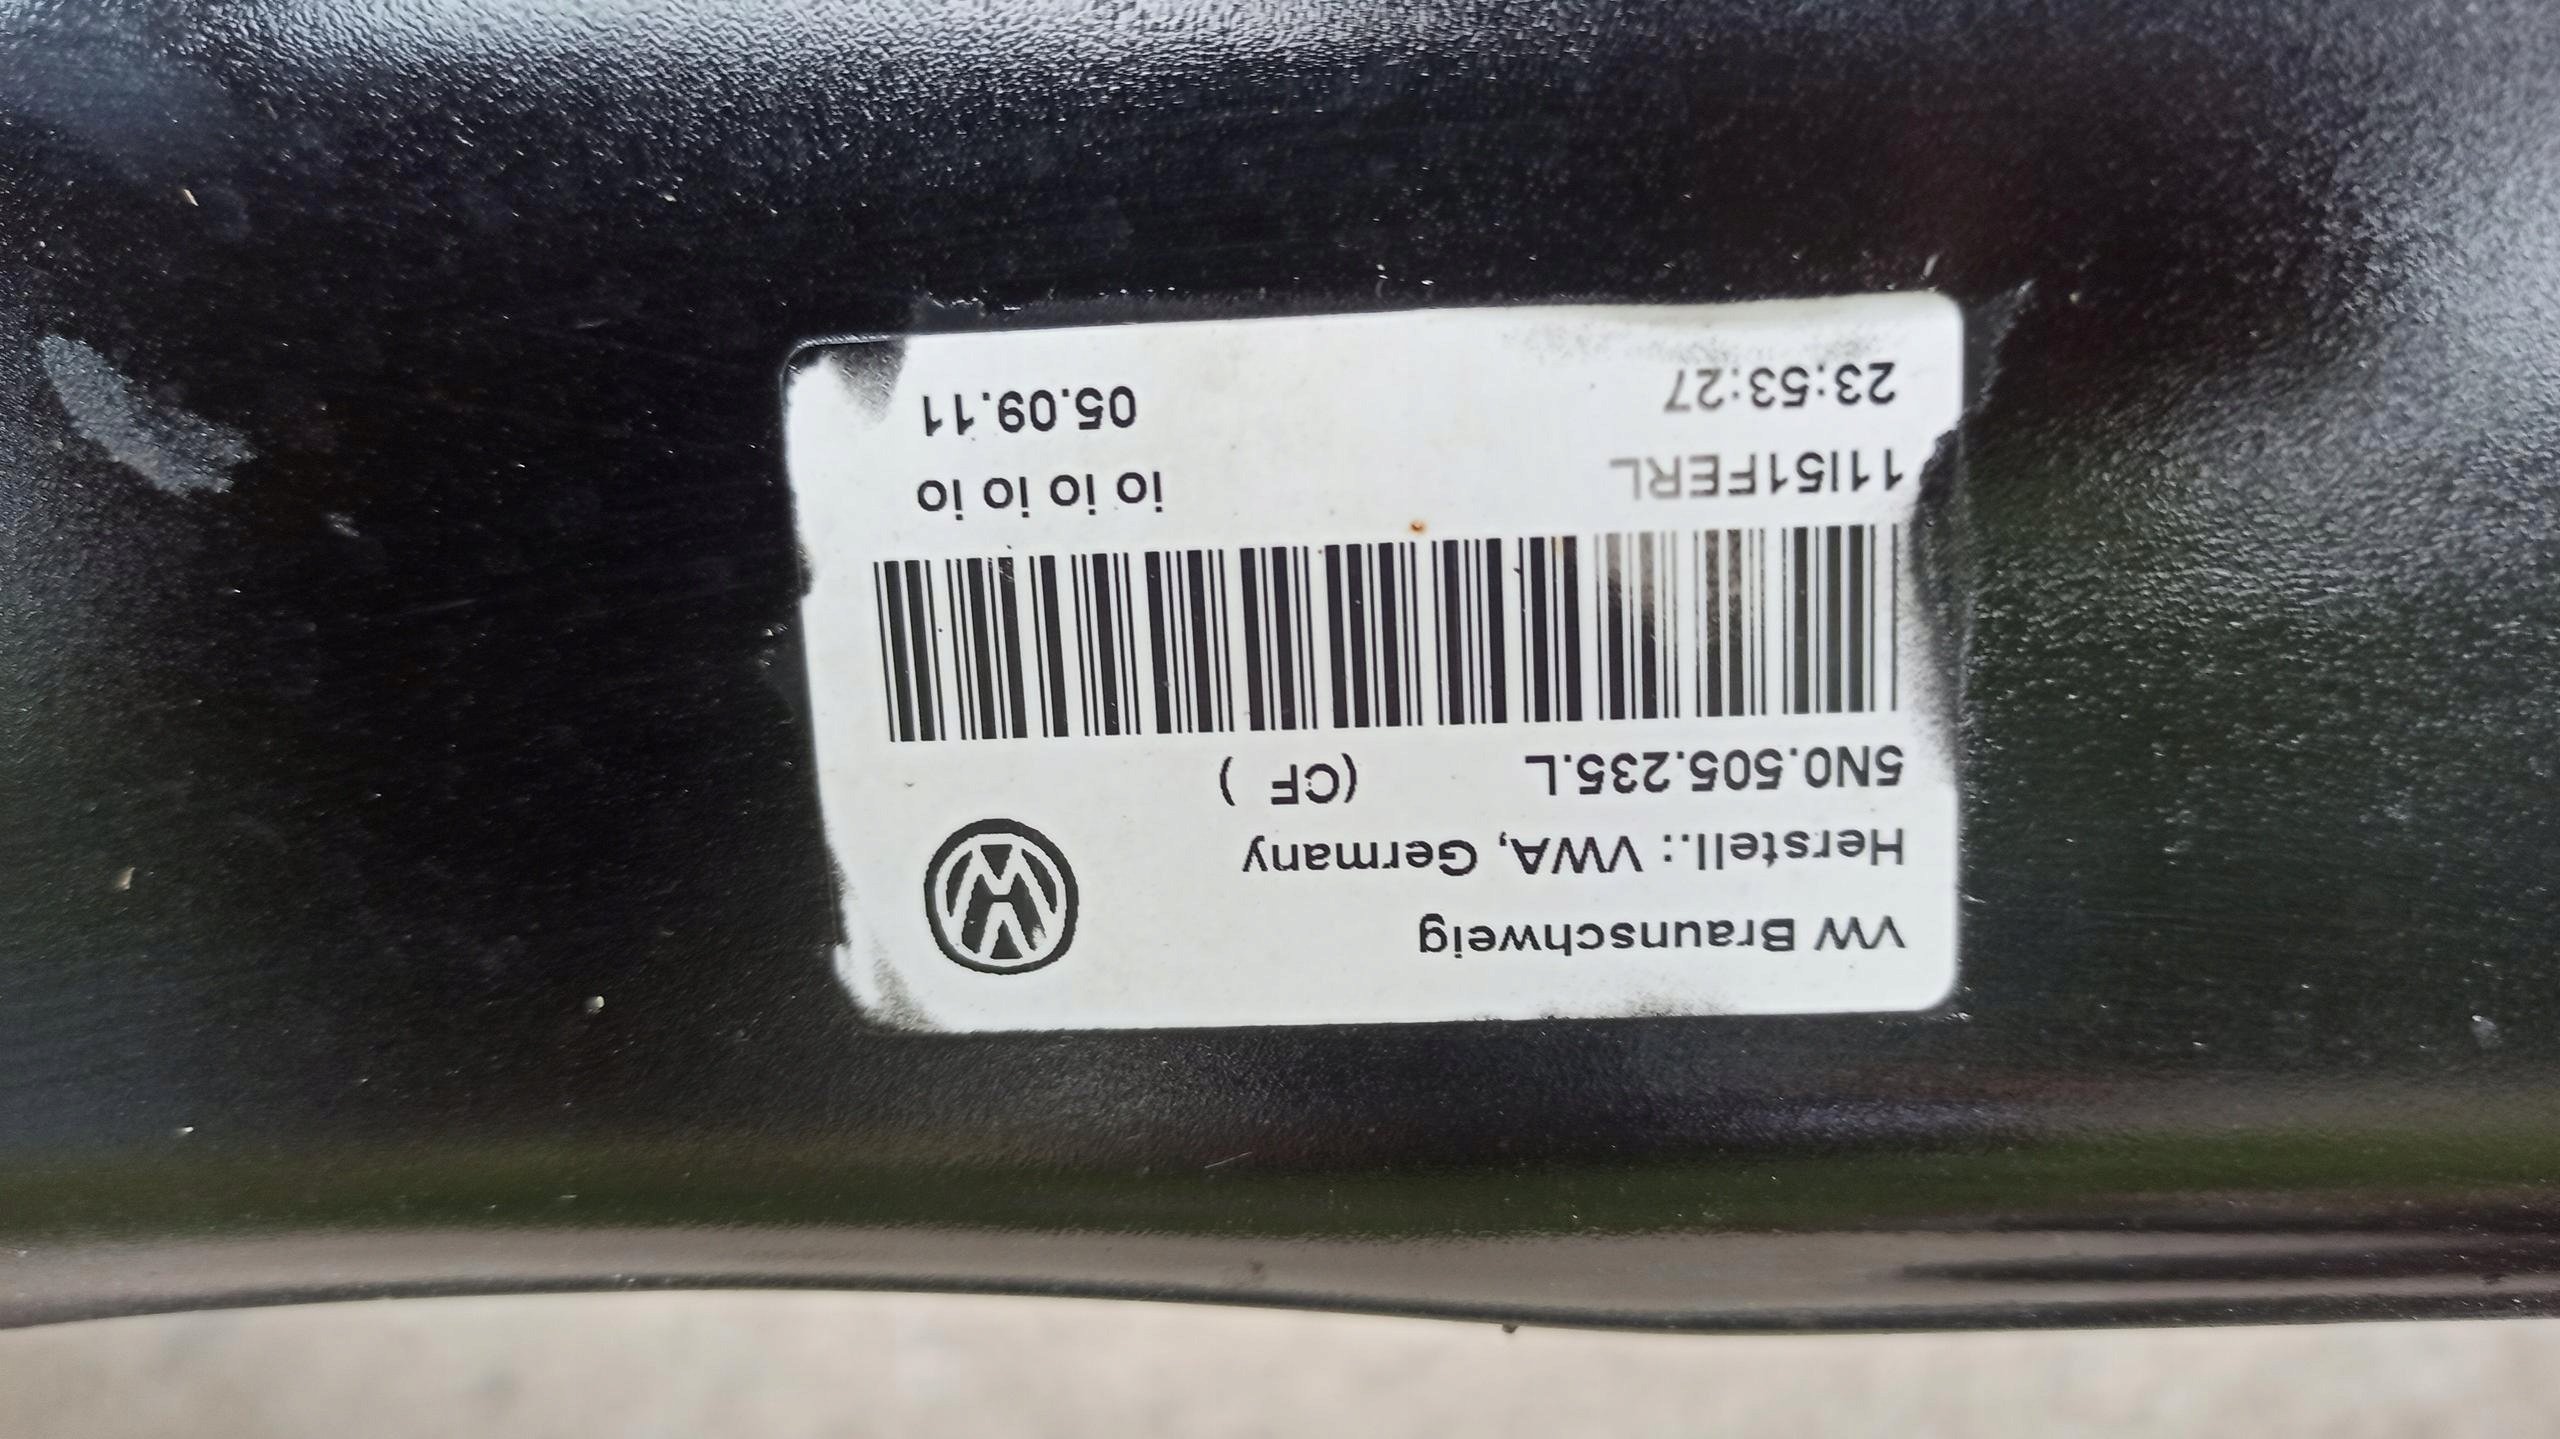 VW Braunschweig
Herstell.: VWA, Germany
5N0.505.235.L (CF )
11I51FERL io io io io
23:53:27 05.09.11